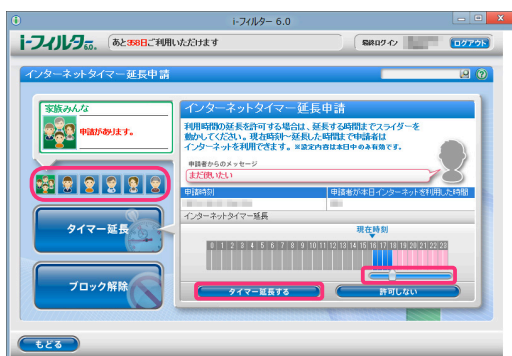 i-フィルター 6.0
i-フィルター6.0
あと358日ご利用いただけます
最終ログイン
ログアウト
インターネットタイマー延長申請
家族みんな
申請があります。
タイマー延長
ブロック解除
インターネットタイマー延長申請
利用時間の延長を許可する場合は、延長する時間までスライダーを
動かしてください。現在時刻～延長した時間まで申請者は
インターネットを利用できます。※設定内容は本日中のみ有効です。
申請者からのメッセージ
まだ使いたい
申請時刻
申請者が本日インターネットを利用した時間
インターネットタイマー延長
現在時刻
0 1 2 3 4 5 6 7 8 9 10 11 12 13 14 15 16 17 18 19 20 21 22 23
タイマー延長する
許可しない
もどる